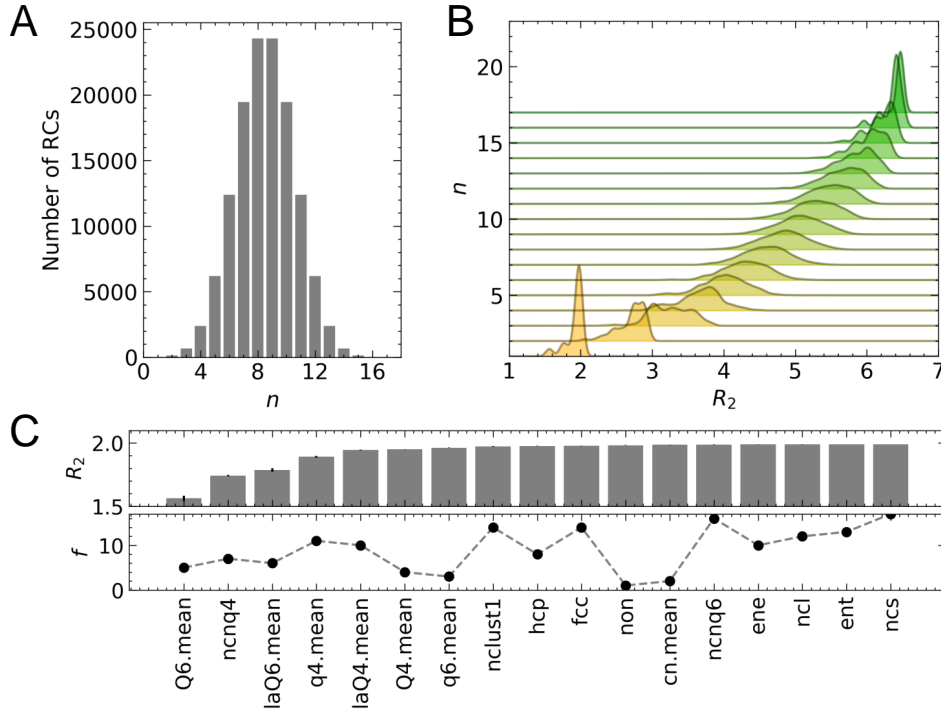 A
25000
20000
15000
10000
5000
0
Number of RCs
0 4 8 12 16
n
B
20
15
10
5
n
1 2 3 4 5 6 7
R2
C
2.0
1.5
R2
10
0
f
Q6.mean
ncnq4
laQ6.mean
q4.mean
laQ4.mean
Q4.mean
q6.mean
nclust1
hcp
fcc
non
cn.mean
ncnq6
ene
ncl
ent
ncs